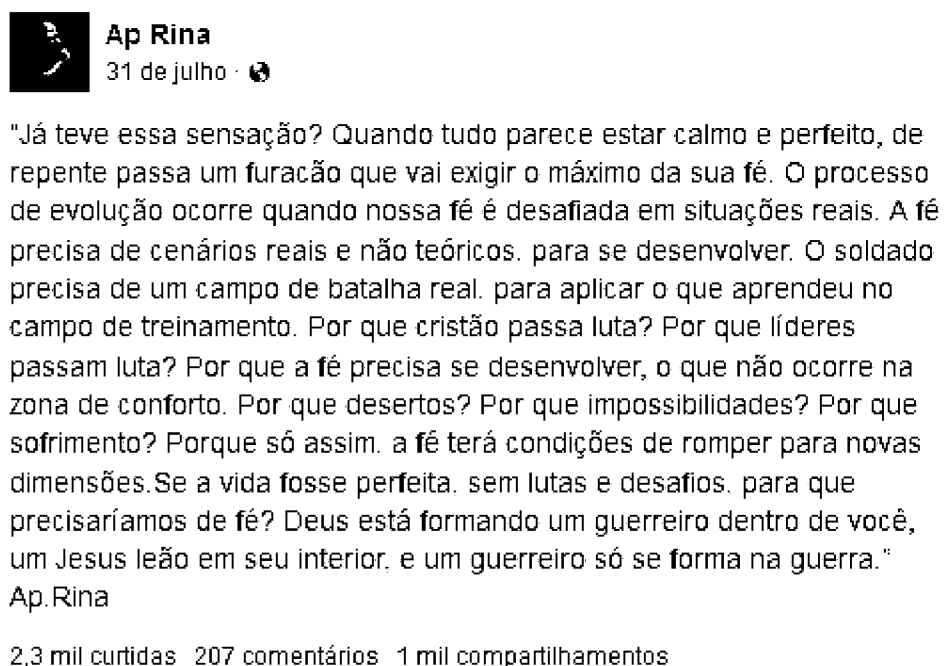 Ap Rina
31 de julho ·
"Já teve essa sensação? Quando tudo parece estar calmo e perfeito, de
repente passa um furacão que vai exigir o máximo da sua fé. O processo
de evolução ocorre quando nossa fé é desafiada em situações reais. A fé
precisa de cenários reais e não teóricos. para se desenvolver. O soldado
precisa de um campo de batalha real. para aplicar o que aprendeu no
campo de treinamento. Por que cristão passa luta? Por que líderes
passam luta? Por que a fé precisa se desenvolver, o que não ocorre na
zona de conforto. Por que desertos? Por que impossibilidades? Por que
sofrimento? Porque só assim. a fé terá condições de romper para novas
dimensões.Se a vida fosse perfeita. sem lutas e desafios. para que
precisaríamos de fé? Deus está formando um guerreiro dentro de você,
um Jesus leão em seu interior, e um guerreiro só se forma na guerra."
Ap.Rina
2,3 mil curtidas 207 comentários 1 mil compartilhamentos